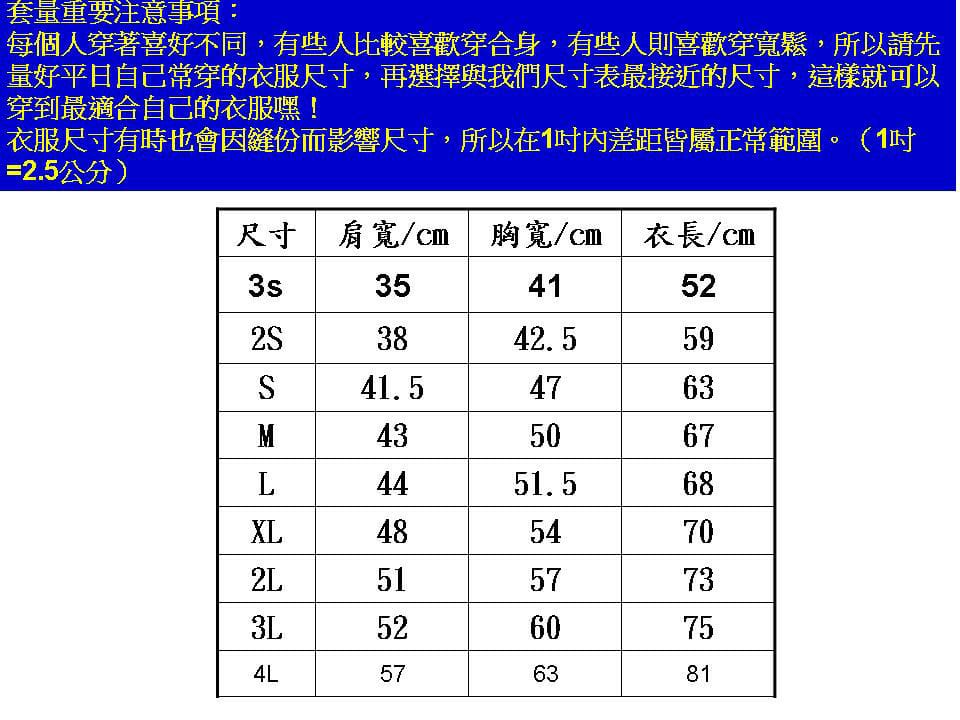 套量重要注意事項：
每個人穿著喜好不同，有些人比較喜歡穿合身，有些人則喜歡穿寬鬆，所以請先
量好平日自己常穿的衣服尺寸，再選擇與我們尺寸表最接近的尺寸，這樣就可以
穿到最適合自己的衣服嘿！
衣服尺寸有時也會因縫份而影響尺寸，所以在1吋內差距皆屬正常範圍。（1吋
=2.5公分）
尺寸 肩寬/cm 胸寬/cm 衣長/cm
3s 35 41 52
2S 38 42.5 59
S 41.5 47 63
M 43 50 67
L 44 51.5 68
XL 48 54 70
2L 51 57 73
3L 52 60 75
4L 57 63 81